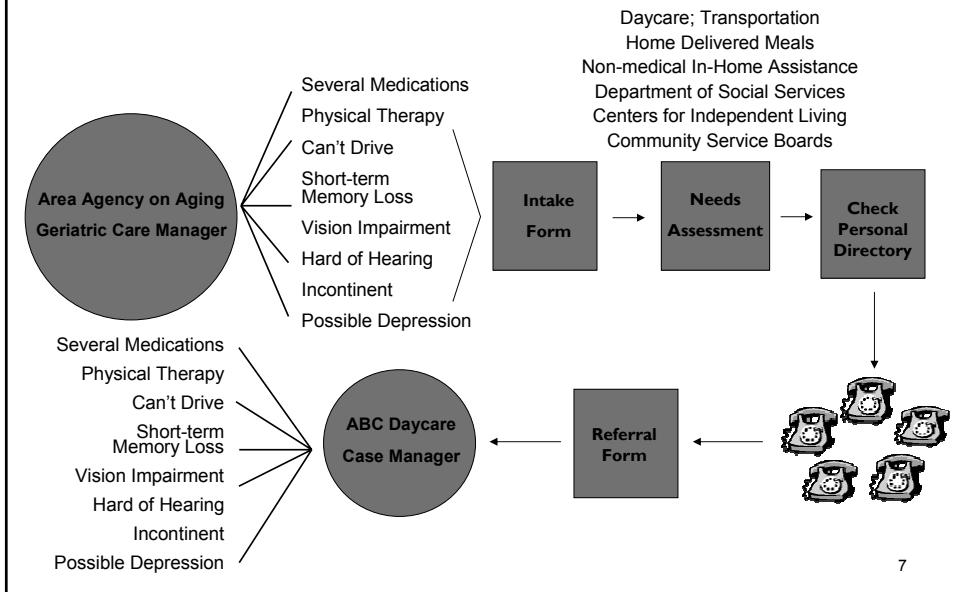 Daycare; Transportation
Home Delivered Meals
Non-medical In-Home Assistance
Department of Social Services
Centers for Independent Living
Community Service Boards
Area Agency on Aging
Geriatric Care Manager
Several Medications
Physical Therapy
Can't Drive
Short-term
Memory Loss
Vision Impairment
Hard of Hearing
Incontinent
Possible Depression
Intake
Form
Needs
Assessment
Check
Personal
Directory
Several Medications
Physical Therapy
Can't Drive
Short-term
Memory Loss
Vision Impairment
Hard of Hearing
Incontinent
Possible Depression
ABC Daycare
Case Manager
Referral
Form
7